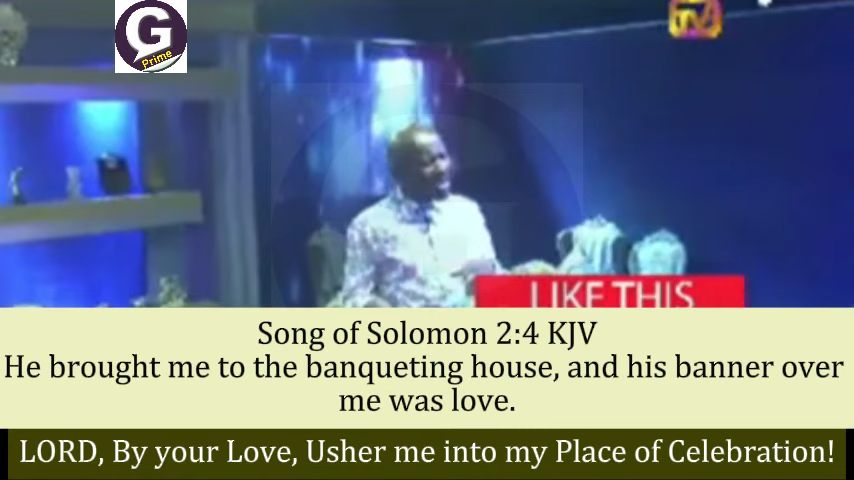 G
Prime
TV
LIKE THIS
Song of Solomon 2:4 KJV
He brought me to the banqueting house, and his banner over
me was love.
LORD, By your Love, Usher me into my Place of Celebration!